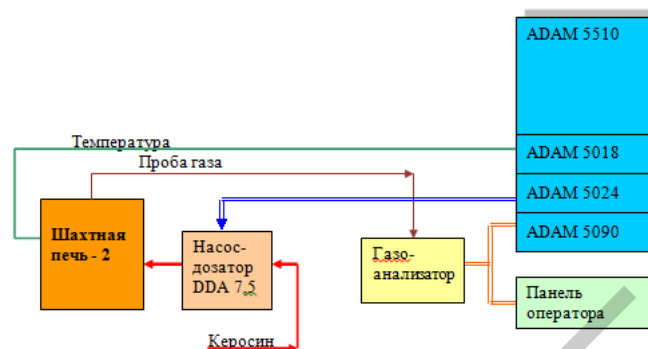 ADAM 5510
Температура
ADAM 5018
Проба газа
ADAM 5024
ADAM 5090
Шахтная
печь - 2
Насос-
дозатор
DDA 7,5
Газо-
анализатор
Панель
оператора
Керосин